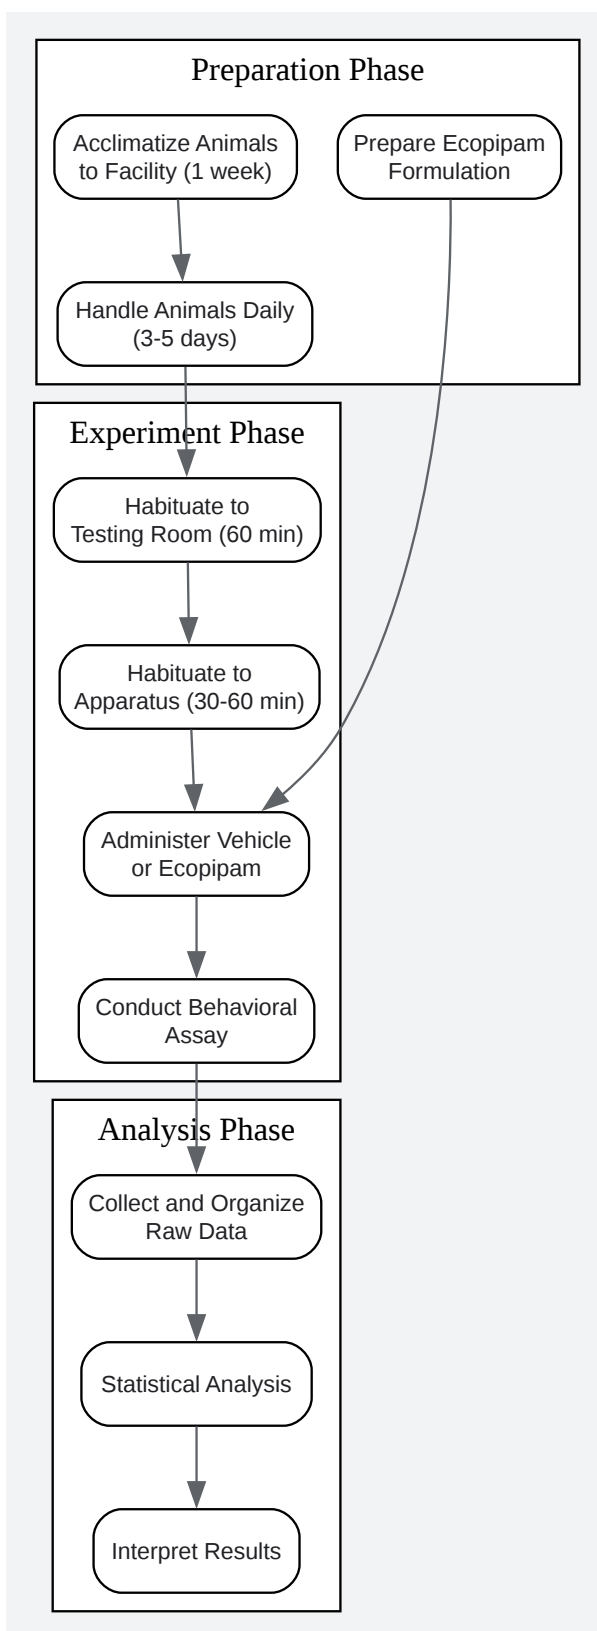 Preparation Phase
Acclimatize Animals
to Facility (1 week)
Prepare Ecopipam
Formulation
Handle Animals Daily
(3-5 days)
Experiment Phase
Habituate to
Testing Room (60 min)
Habituate to
Apparatus (30-60 min)
Administer Vehicle
or Ecopipam
Conduct Behavioral
Assay
Analysis Phase
Collect and Organize
Raw Data
Statistical Analysis
Interpret Results